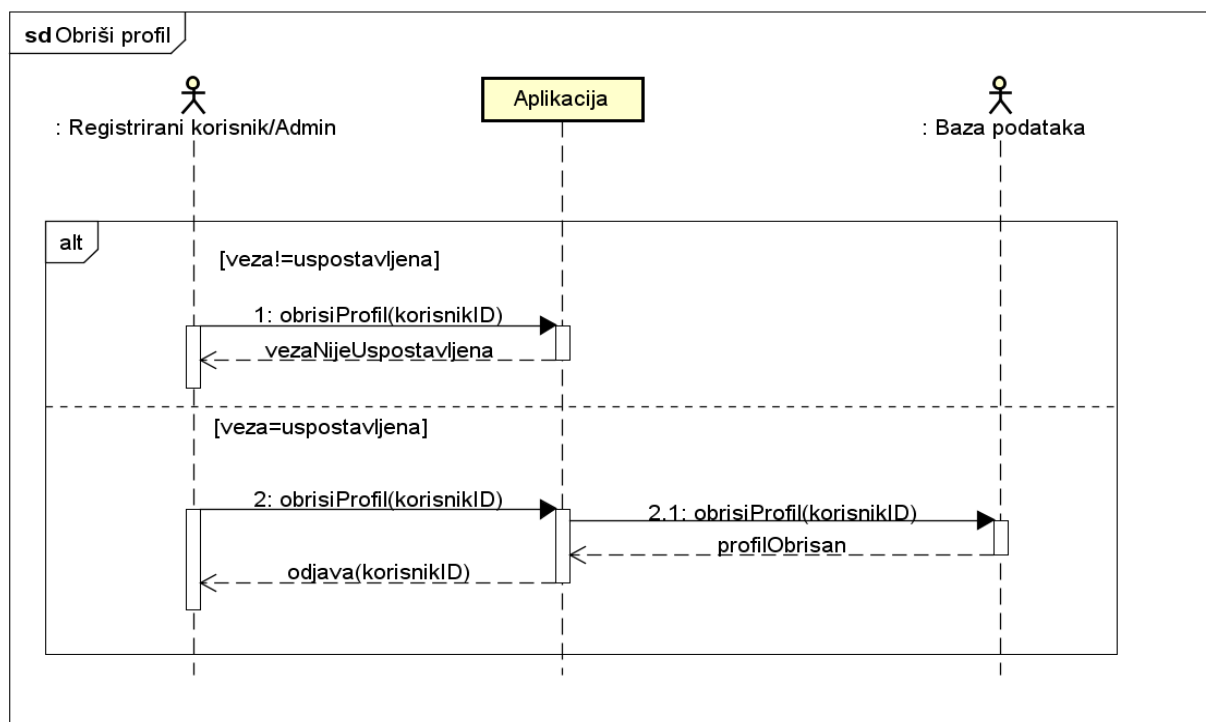 sd Obriši profil
: Registrirani korisnik/Admin
Aplikacija
: Baza podataka
alt
[veza!=uspostavljena]
1: obrisiProfil(korisnikID)
vezaNijeUspostavljena
[veza=uspostavljena]
2: obrisiProfil(korisnikID)
2.1: obrisiProfil(korisnikID)
profilObrisan
odjava(korisnikID)